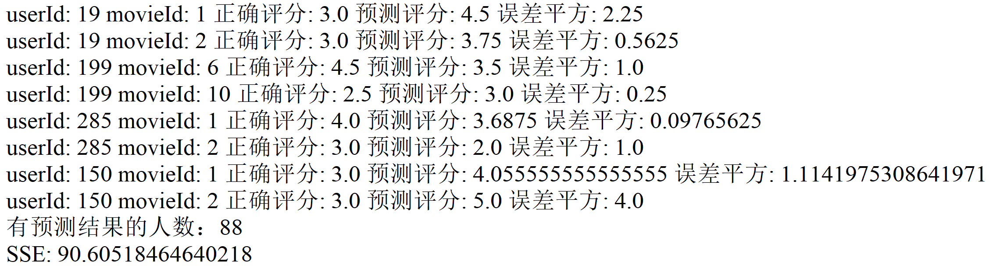 userId: 19 movieId: 1 正确评分: 3.0 预测评分: 4.5 误差平方: 2.25
userId: 19 movieId: 2 正确评分: 3.0 预测评分: 3.75 误差平方: 0.5625
userId: 199 movieId: 6 正确评分: 4.5 预测评分: 3.5 误差平方: 1.0
userId: 199 movieId: 10 正确评分: 2.5 预测评分: 3.0 误差平方: 0.25
userId: 285 movieId: 1 正确评分: 4.0 预测评分: 3.6875 误差平方: 0.09765625
userId: 285 movieId: 2 正确评分: 3.0 预测评分: 2.0 误差平方: 1.0
userId: 150 movieId: 1 正确评分: 3.0 预测评分: 4.055555555555555 误差平方: 1.1141975308641971
userId: 150 movieId: 2 正确评分: 3.0 预测评分: 5.0 误差平方: 4.0
有预测结果的人数：88
SSE: 90.60518464640218